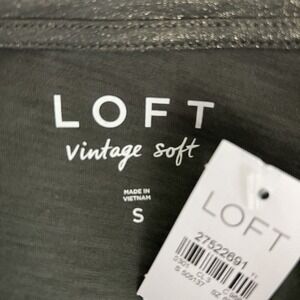 LOFT
vintage soft
MADE IN
VIETNAM
S
LOFT
27522691